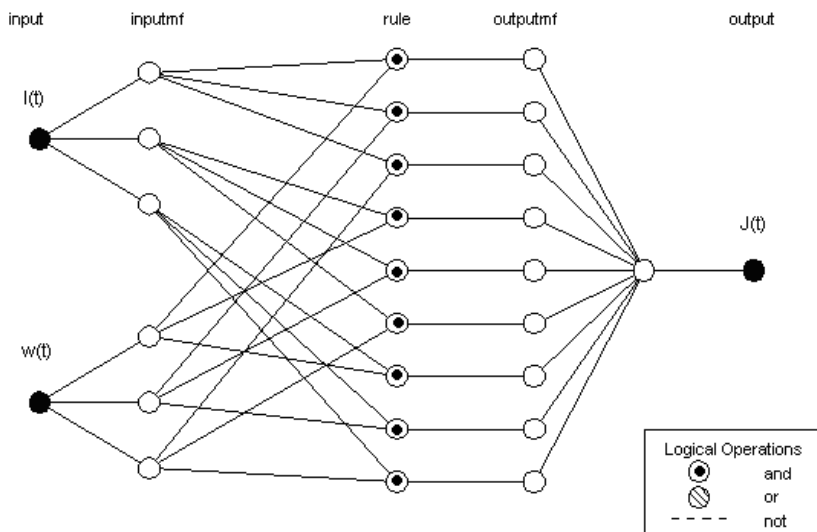 input inputmf rule outputmf output
I(t)
J(t)
w(t)
Logical Operations
and
or
not